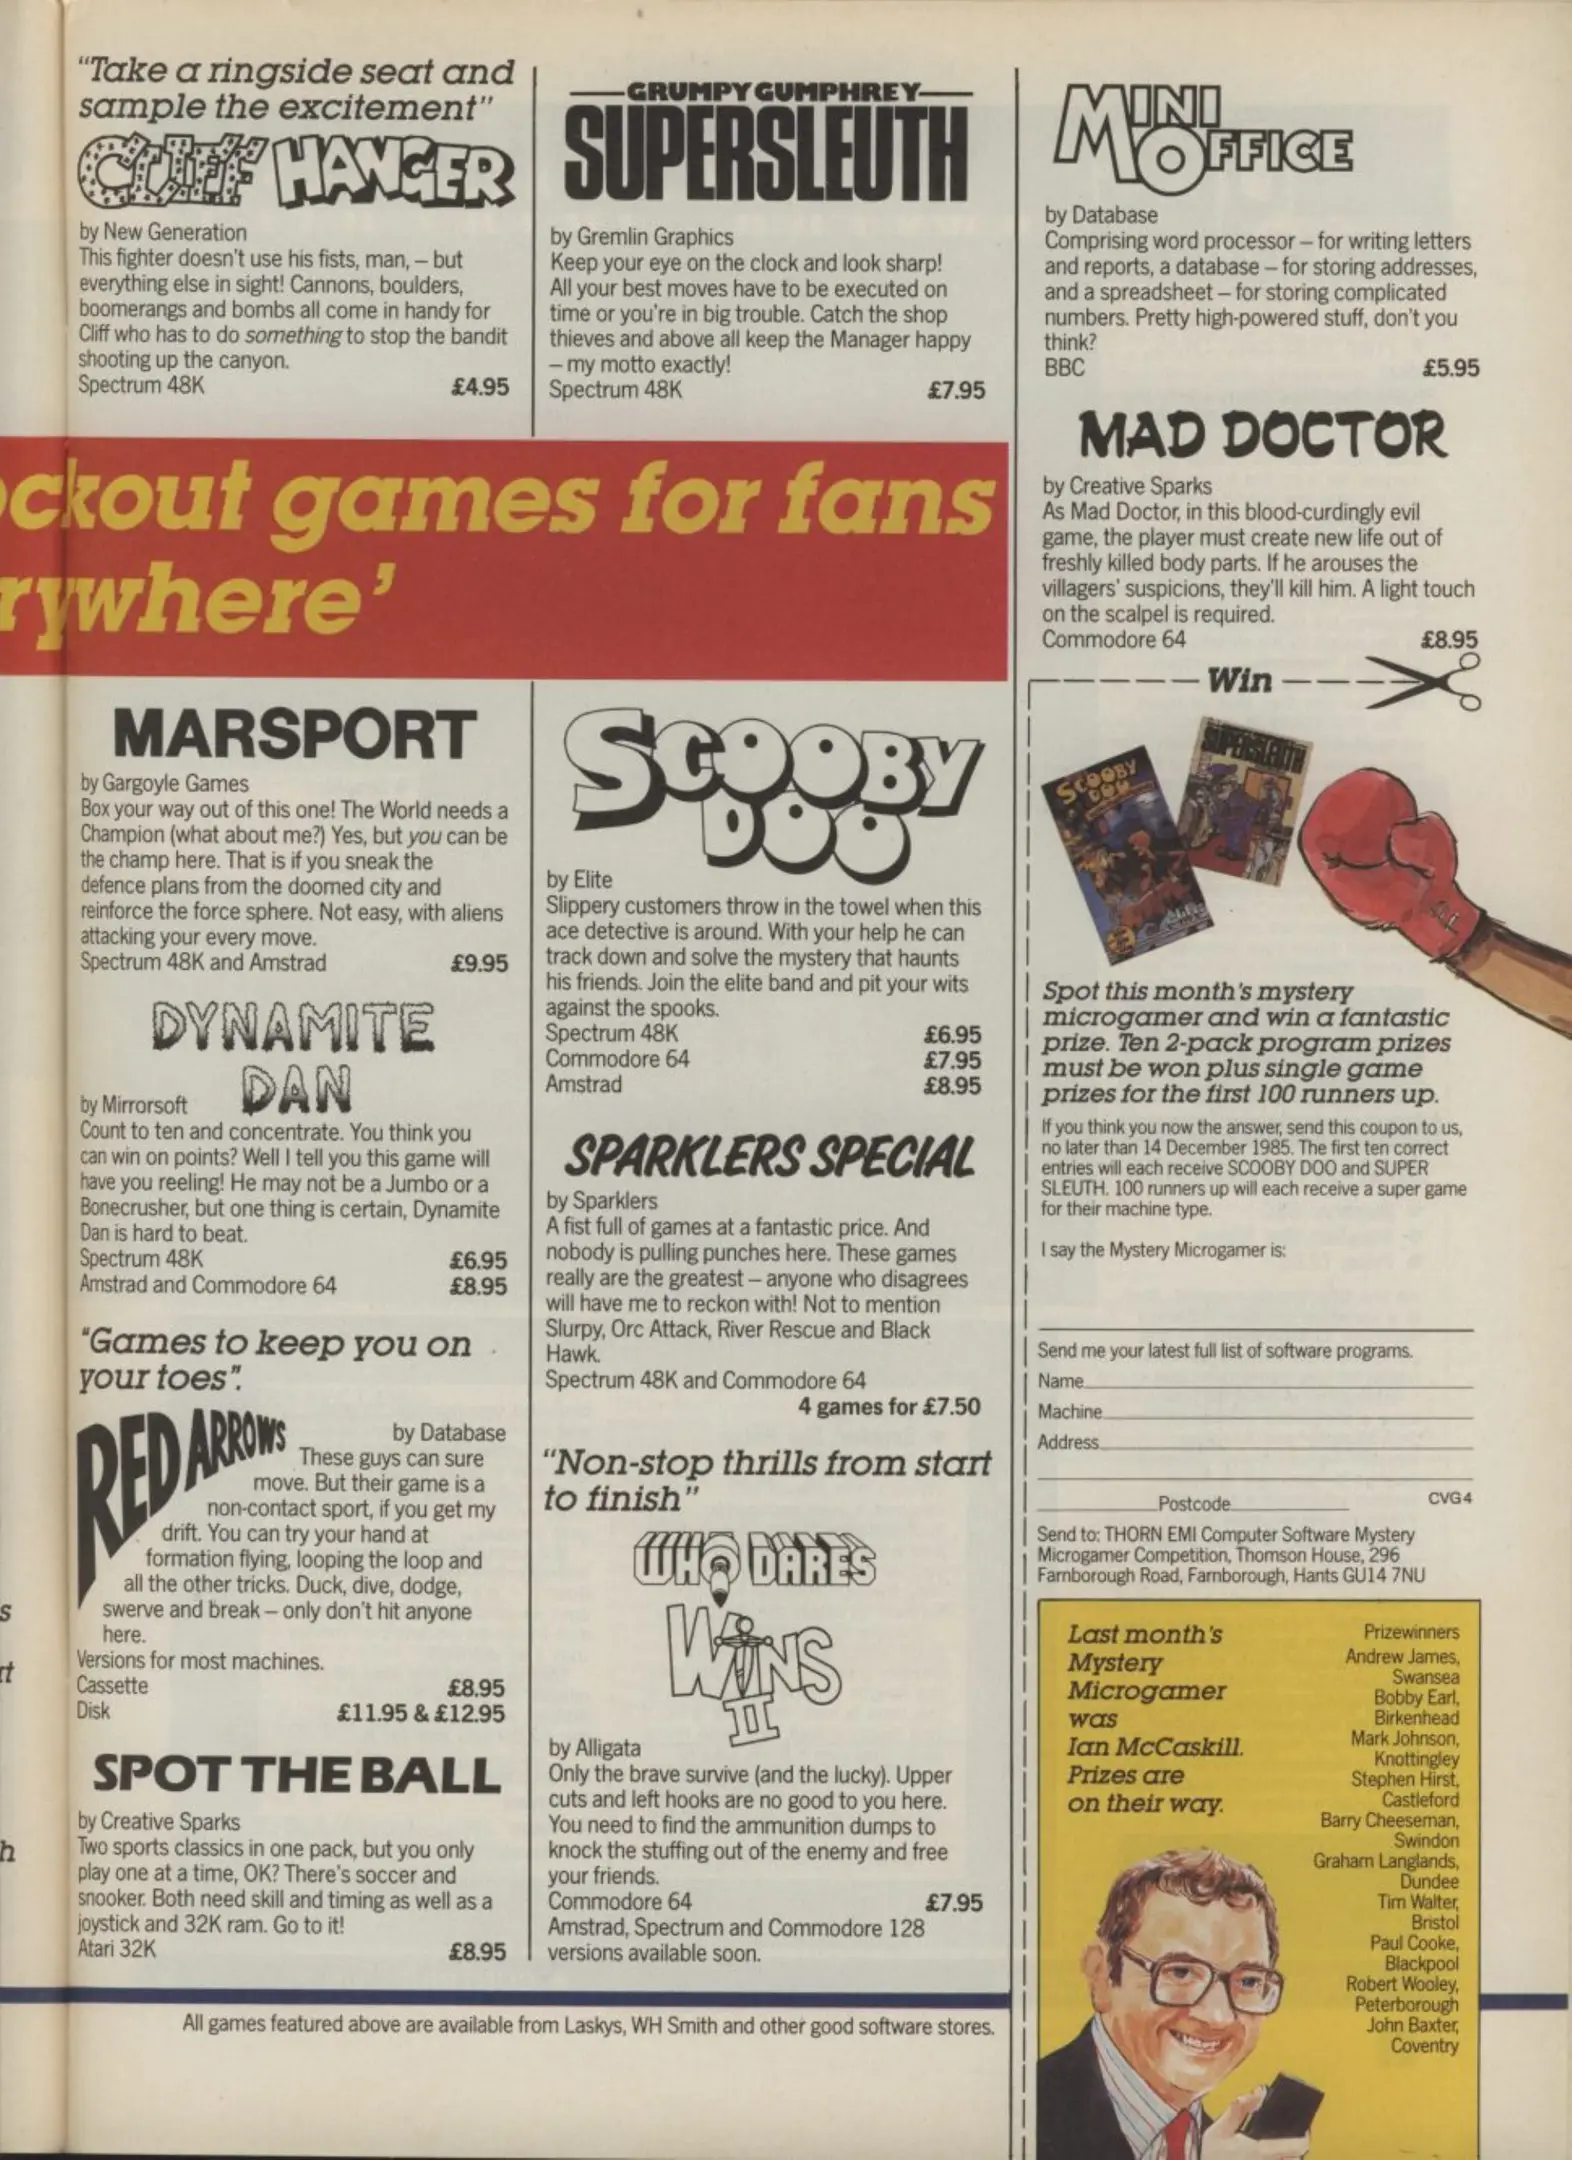 "Take a ringside seat and
sample the excitement"
CLIFF HANGER
by New Generation
This fighter doesn't use his fists, man, – but
everything else in sight! Cannons, boulders,
boomerangs and bombs all come in handy for
Cliff who has to do something to stop the bandit
shooting up the canyon.
Spectrum 48K £4.95
GRUMPY GUMPHREY
SUPERSLEUTH
by Gremlin Graphics
Keep your eye on the clock and look sharp!
All your best moves have to be executed on
time or you're in big trouble. Catch the shop
thieves and above all keep the Manager happy
– my motto exactly!
Spectrum 48K £7.95
ckout games for fans
rywhere'
MARSPORT
by Gargoyle Games
Box your way out of this one! The World needs a
Champion (what about me?) Yes, but you can be
the champ here. That is if you sneak the
defence plans from the doomed city and
reinforce the force sphere. Not easy, with aliens
attacking your every move.
Spectrum 48K and Amstrad £9.95
DYNAMITE
DAN
by Mirrorsoft
Count to ten and concentrate. You think you
can win on points? Well I tell you this game will
have you reeling! He may not be a Jumbo or a
Bonecrusher, but one thing is certain, Dynamite
Dan is hard to beat.
Spectrum 48K £6.95
Amstrad and Commodore 64 £8.95
"Games to keep you on
your toes".
RED ARROWS
by Database
These guys can sure
move. But their game is a
non-contact sport, if you get my
drift. You can try your hand at
formation flying, looping the loop and
all the other tricks. Duck, dive, dodge,
swerve and break – only don't hit anyone
here.
Versions for most machines.
Cassette £8.95
Disk £11.95 & £12.95
SPOT THE BALL
by Creative Sparks
Two sports classics in one pack, but you only
play one at a time, OK? There's soccer and
snooker. Both need skill and timing as well as a
joystick and 32K ram. Go to it!
Atari 32K £8.95
SCOOBY
DOO
by Elite
Slippery customers throw in the towel when this
ace detective is around. With your help he can
track down and solve the mystery that haunts
his friends. Join the elite band and pit your wits
against the spooks.
Spectrum 48K £6.95
Commodore 64 £7.95
Amstrad £8.95
SPARKLERS SPECIAL
by Sparklers
A fist full of games at a fantastic price. And
nobody is pulling punches here. These games
really are the greatest – anyone who disagrees
will have me to reckon with! Not to mention
Slurpy, Orc Attack, River Rescue and Black
Hawk.
Spectrum 48K and Commodore 64
4 games for £7.50
"Non-stop thrills from start
to finish"
WHO DARES
WINS
II
by Alligata
Only the brave survive (and the lucky). Upper
cuts and left hooks are no good to you here.
You need to find the ammunition dumps to
knock the stuffing out of the enemy and free
your friends.
Commodore 64 £7.95
Amstrad, Spectrum and Commodore 128
versions available soon.
All games featured above are available from Laskys, WH Smith and other good software stores.
MINI
OFFICE
by Database
Comprising word processor – for writing letters
and reports, a database – for storing addresses,
and a spreadsheet – for storing complicated
numbers. Pretty high-powered stuff, don't you
think?
BBC £5.95
MAD DOCTOR
by Creative Sparks
As Mad Doctor, in this blood-curdingly evil
game, the player must create new life out of
freshly killed body parts. If he arouses the
villagers' suspicions, they'll kill him. A light touch
on the scalpel is required.
Commodore 64 £8.95
Win
SCOOBY
DOO
SUPERSLEUTH
Spot this month's mystery
microgamer and win a fantastic
prize. Ten 2-pack program prizes
must be won plus single game
prizes for the first 100 runners up.
If you think you now the answer, send this coupon to us,
no later than 14 December 1985. The first ten correct
entries will each receive SCOOBY DOO and SUPER
SLEUTH. 100 runners up will each receive a super game
for their machine type.
I say the Mystery Microgamer is:
Send me your latest full list of software programs.
Name
Machine
Address
Postcode CVG4
Send to: THORN EMI Computer Software Mystery
Microgamer Competition, Thomson House, 296
Farnborough Road, Farnborough, Hants GU14 7NU
Last month's
Mystery
Microgamer
was
Ian McCaskill.
Prizes are
on their way.
Prizewinners
Andrew James,
Swansea
Bobby Earl,
Birkenhead
Mark Johnson,
Knottingley
Stephen Hirst,
Castleford
Barry Cheeseman,
Swindon
Graham Langlands,
Dundee
Tim Walter,
Bristol
Paul Cooke,
Blackpool
Robert Wooley,
Peterborough
John Baxter,
Coventry